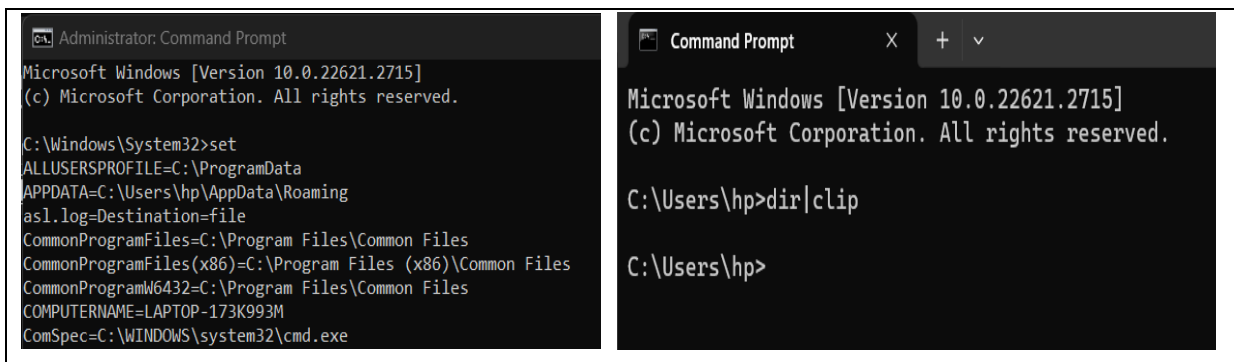 Administrator: Command Prompt
Microsoft Windows [Version 10.0.22621.2715]
(c) Microsoft Corporation. All rights reserved.
C:\Windows\System32>set
ALLUSERSPROFILE=C:\ProgramData
APPDATA=C:\Users\hp\AppData\Roaming
asl.log=Destination=file
CommonProgramFiles=C:\Program Files\Common Files
CommonProgramFiles(x86)=C:\Program Files (x86)\Common Files
CommonProgramW6432=C:\Program Files\Common Files
COMPUTERNAME=LAPTOP-173K993M
ComSpec=C:\WINDOWS\system32\cmd.exe
Command Prompt
Microsoft Windows [Version 10.0.22621.2715]
(c) Microsoft Corporation. All rights reserved.
C:\Users\hp>dir|clip
C:\Users\hp>